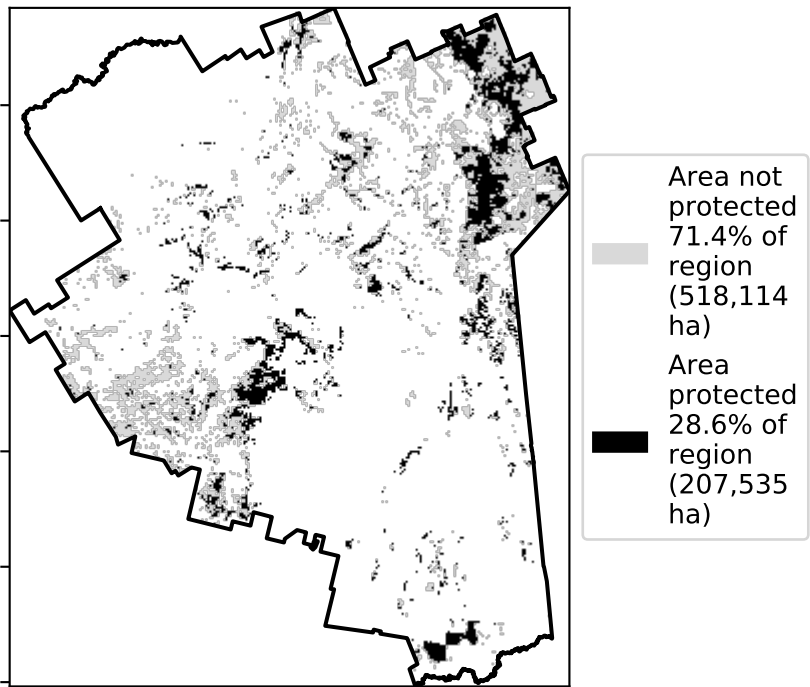 Area not
protected
71.4% of
region
(518,114
ha)
Area
protected
28.6% of
region
(207,535
ha)